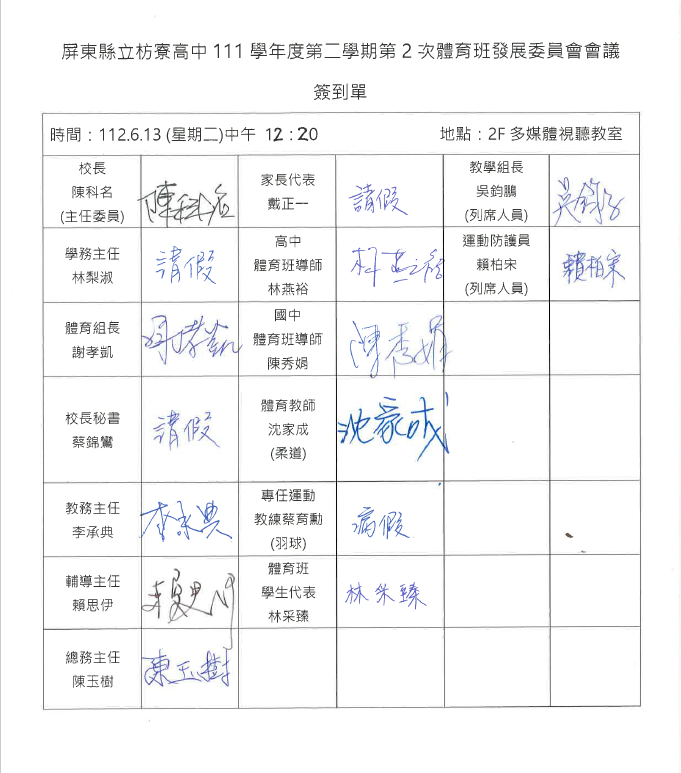 屏東縣立枋寮高中 111 學年度第二學期第 2 次體育班發展委員會會議
簽到單
時間：112.6.13 (星期二)中午 12：20 地點：2F 多媒體視聽教室
校長
陳科名
(主任委員)
陳科名
家長代表
戴正一
請假
教學組長
吳鈞鵬
(列席人員)
學務主任
林梨淑
請假
高中
體育班導師
林燕裕
運動防護員
賴柏宋
(列席人員)
賴柏宋
體育組長
謝孝凱
謝孝凱
國中
體育班導師
陳秀娟
陳秀娟
校長秘書
蔡錦鶯
請假
體育教師
沈家成
(柔道)
沈家成
教務主任
李承典
李承典
專任運動
教練蔡育勳
(羽球)
病假
輔導主任
賴思伊
賴思伊
體育班
學生代表
林采臻
林采臻
總務主任
陳玉樹
陳玉樹